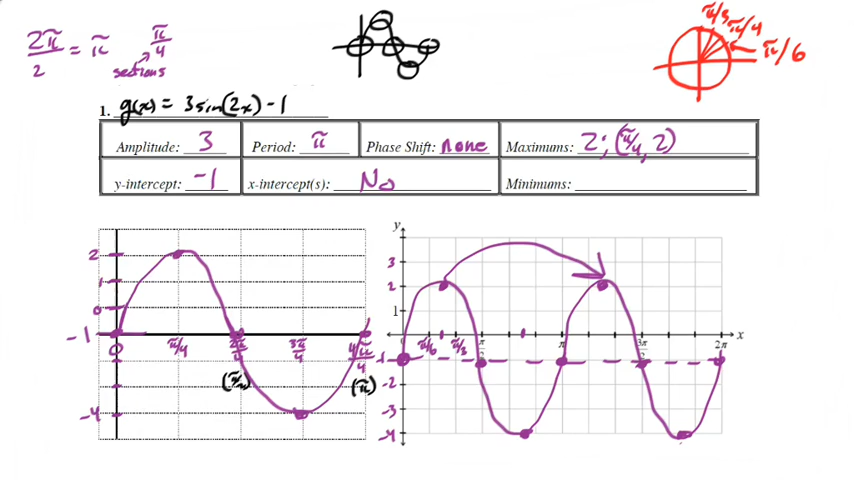 2π/2 = π π/4
sections
π/3
π/4
π/6
1. g(x) = 3sin(2x) - 1
Amplitude: 3 Period: π Phase Shift: none Maximums: 2; (π/4, 2)
y-intercept: -1 x-intercept(s): No Minimums:
2
1
0
-1
-4
0 π/4 2π/4 3π/4 4π/4
(π/2) (π)
y
3
2
1
0 π/6 π/3 π/2 π 3π/2 2π x
-1
-2
-3
-4